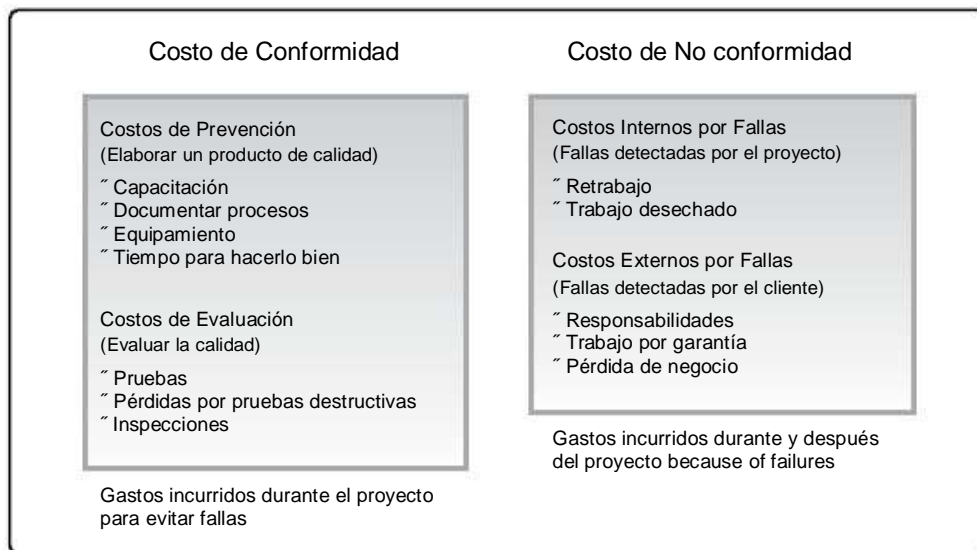 Costo de Conformidad
Costos de Prevención
(Elaborar un producto de calidad)
˝ Capacitación
˝ Documentar procesos
˝ Equipamiento
˝ Tiempo para hacerlo bien
Costos de Evaluación
(Evaluar la calidad)
˝ Pruebas
˝ Pérdidas por pruebas destructivas
˝ Inspecciones
Gastos incurridos durante el proyecto
para evitar fallas
Costo de No conformidad
Costos Internos por Fallas
(Fallas detectadas por el proyecto)
˝ Retrabajo
˝ Trabajo desechado
Costos Externos por Fallas
(Fallas detectadas por el cliente)
˝ Responsabilidades
˝ Trabajo por garantía
˝ Pérdida de negocio
Gastos incurridos durante y después
del proyecto because of failures